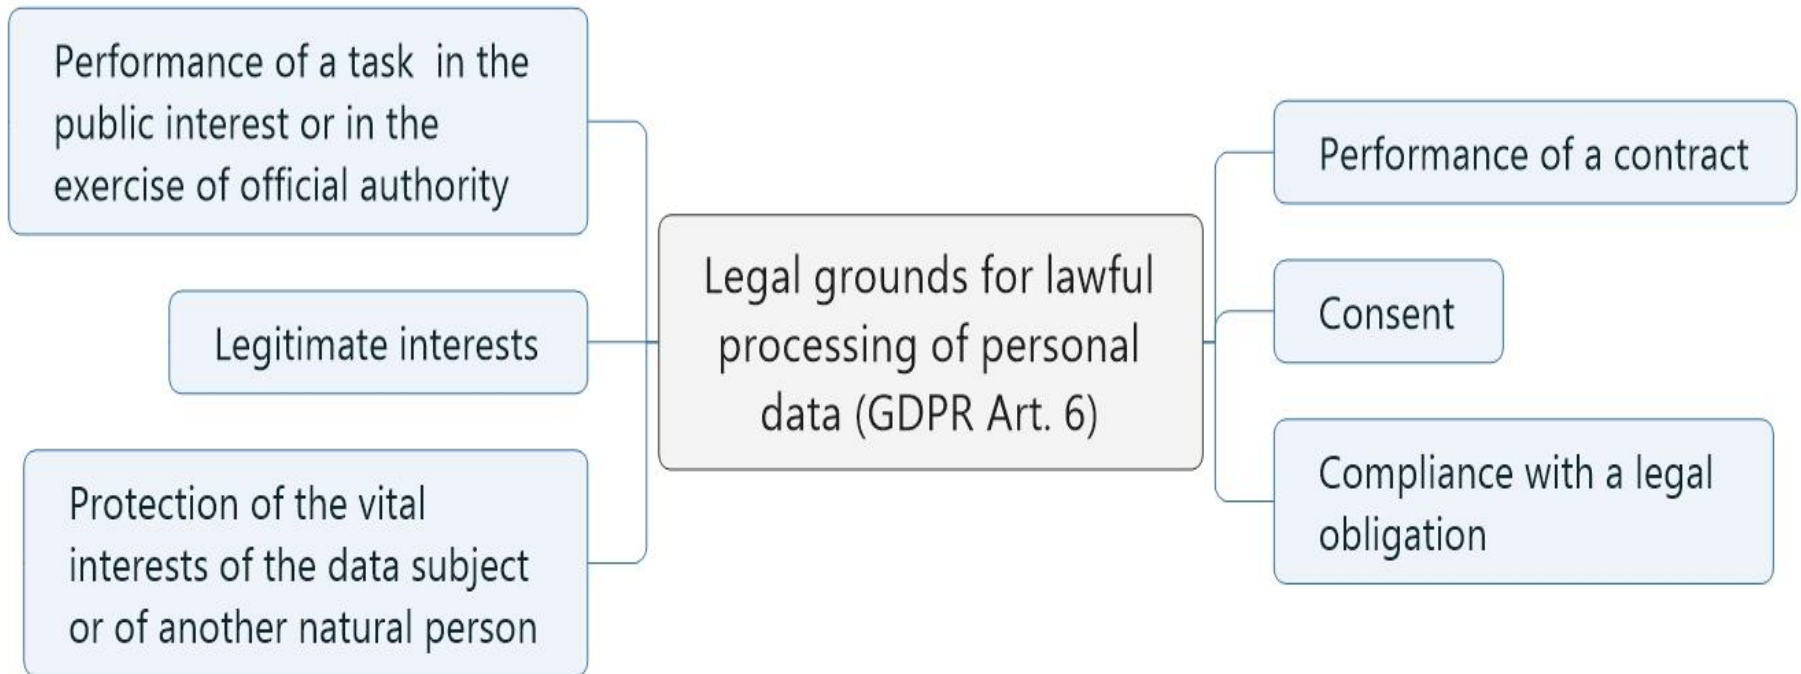 Performance of a task  in the
public interest or in the
exercise of official authority
Legitimate interests
Protection of the vital
interests of the data subject
or of another natural person
Legal grounds for lawful
processing of personal
data (GDPR Art. 6)
Performance of a contract
Consent
Compliance with a legal
obligation